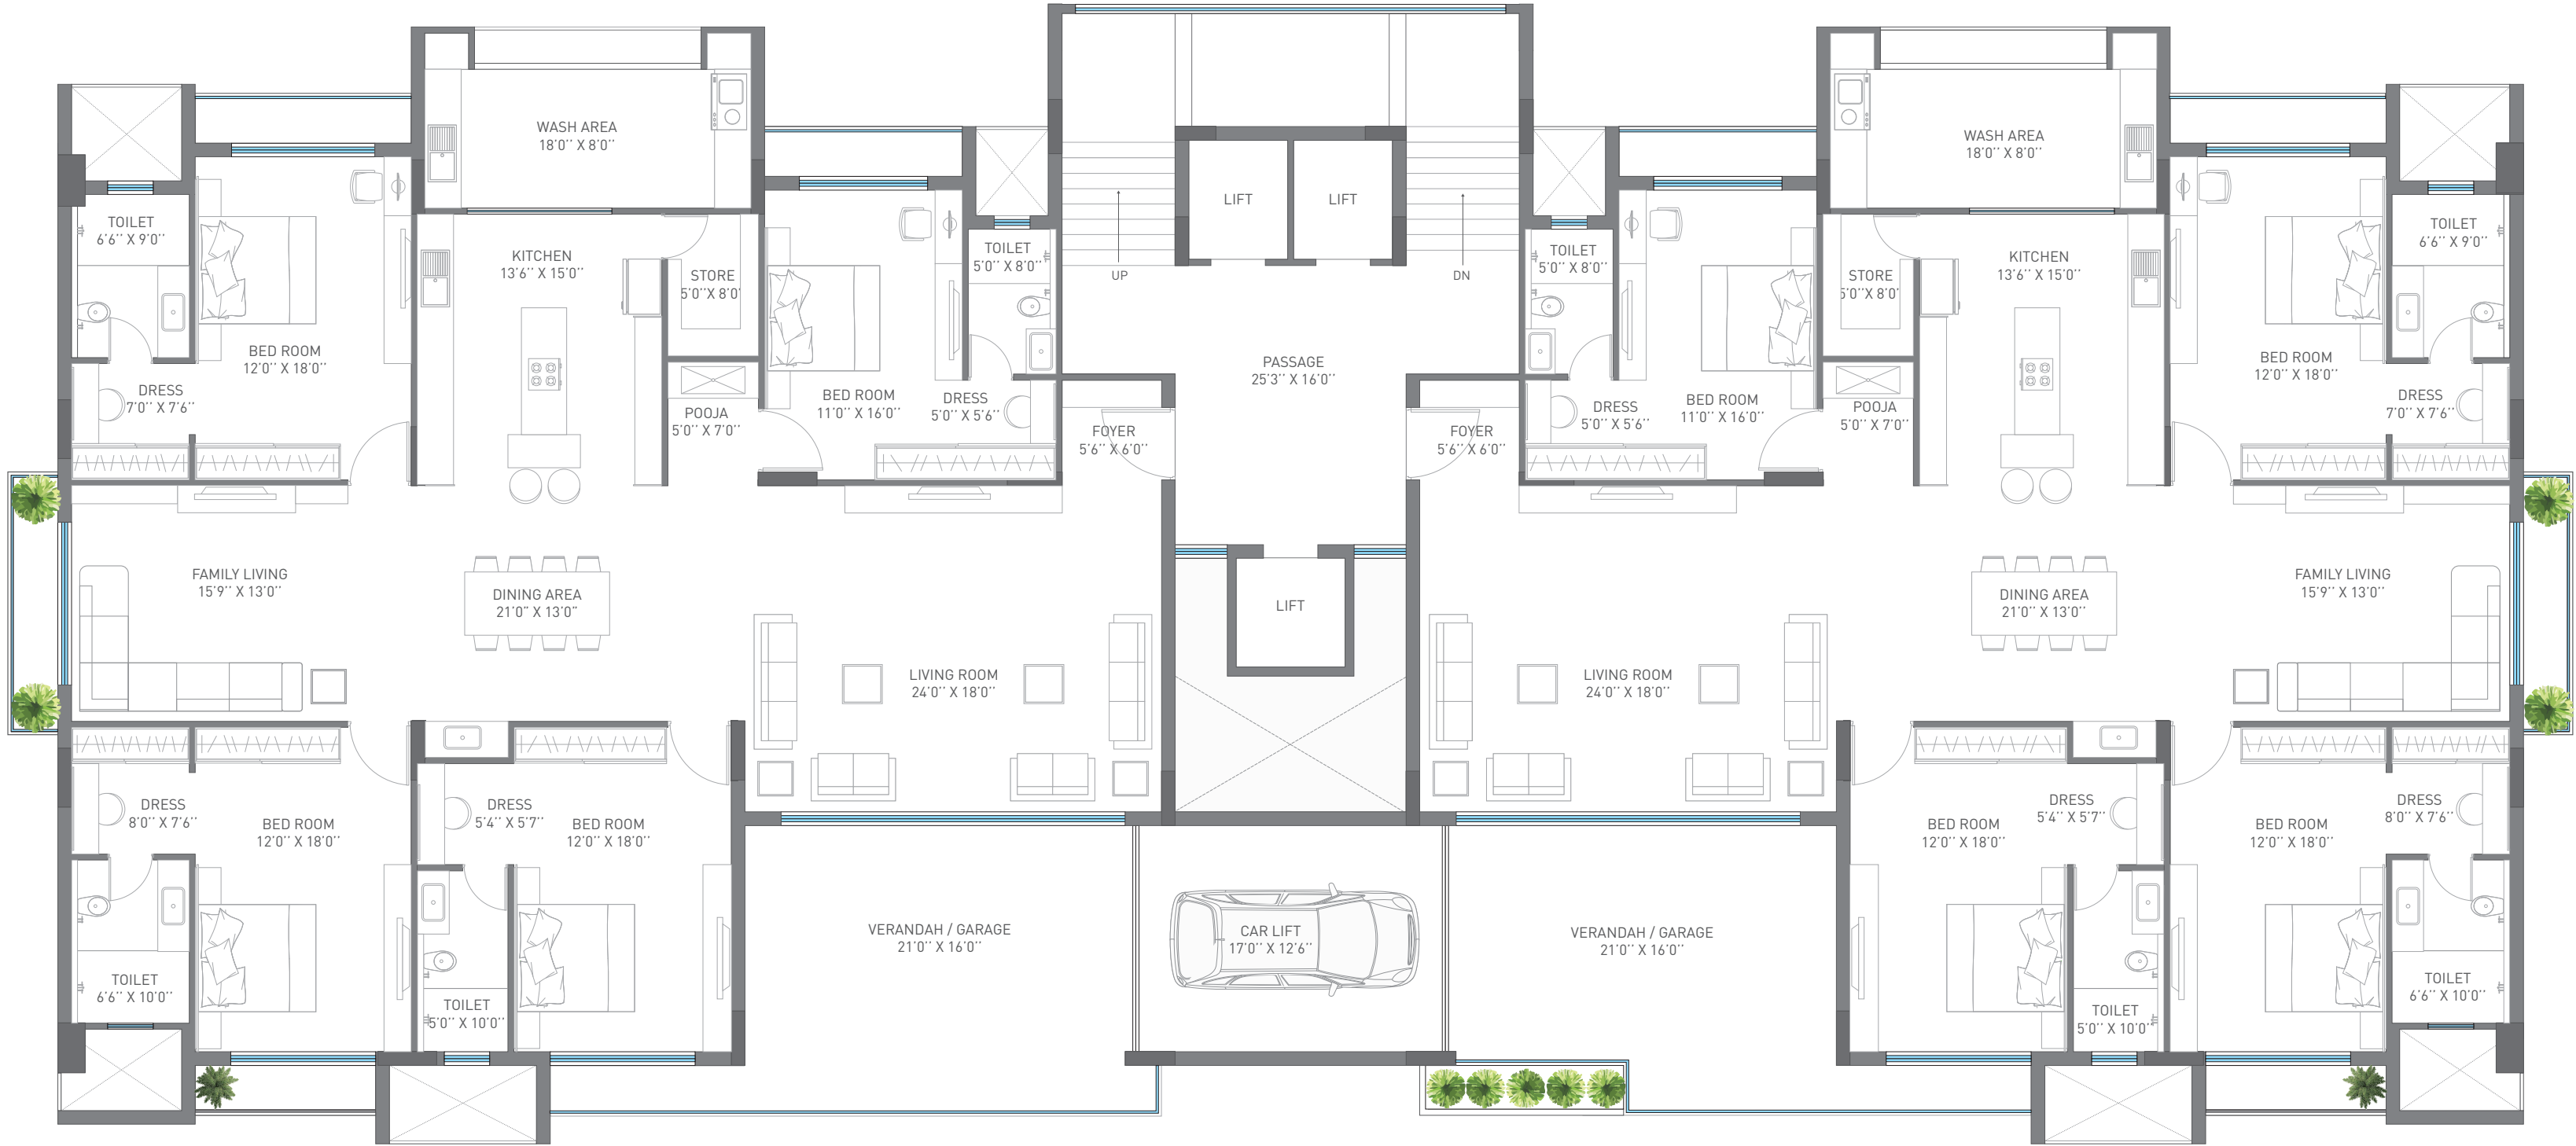 WASH AREA
18'0'' X 8'0''
WASH AREA
18'0'' X 8'0''
TOILET
6'6'' X 9'0''
KITCHEN
13'6'' X 15'0''
STORE
5'0''X 8'0'
TOILET
5'0'' X 8'0''
UP
LIFT
LIFT
DN
TOILET
5'0'' X 8'0''
STORE
5'0''X 8'0'
KITCHEN
13'6'' X 15'0''
TOILET
6'6'' X 9'0''
BED ROOM
12'0'' X 18'0''
DRESS
7'0'' X 7'6''
POOJA
5'0'' X 7'0''
BED ROOM
11'0'' X 16'0''
DRESS
5'0'' X 5'6''
FOYER
5'6'' X 6'0''
PASSAGE
25'3'' X 16'0''
FOYER
5'6'' X 6'0''
DRESS
5'0'' X 5'6''
BED ROOM
11'0'' X 16'0''
POOJA
5'0'' X 7'0''
BED ROOM
12'0'' X 18'0''
DRESS
7'0'' X 7'6''
FAMILY LIVING
15'9'' X 13'0''
DINING AREA
21'0" X 13'0"
LIVING ROOM
24'0'' X 18'0''
LIFT
LIVING ROOM
24'0'' X 18'0''
DINING AREA
21'0'' X 13'0''
FAMILY LIVING
15'9'' X 13'0''
DRESS
8'0'' X 7'6''
BED ROOM
12'0'' X 18'0''
DRESS
5'4'' X 5'7''
BED ROOM
12'0'' X 18'0''
BED ROOM
12'0'' X 18'0''
DRESS
5'4'' X 5'7''
BED ROOM
12'0'' X 18'0''
DRESS
8'0'' X 7'6''
VERANDAH / GARAGE
21'0'' X 16'0''
CAR LIFT
17'0'' X 12'6''
VERANDAH / GARAGE
21'0'' X 16'0''
TOILET
6'6'' X 10'0''
TOILET
5'0'' X 10'0''
TOILET
5'0'' X 10'0''
TOILET
6'6'' X 10'0''